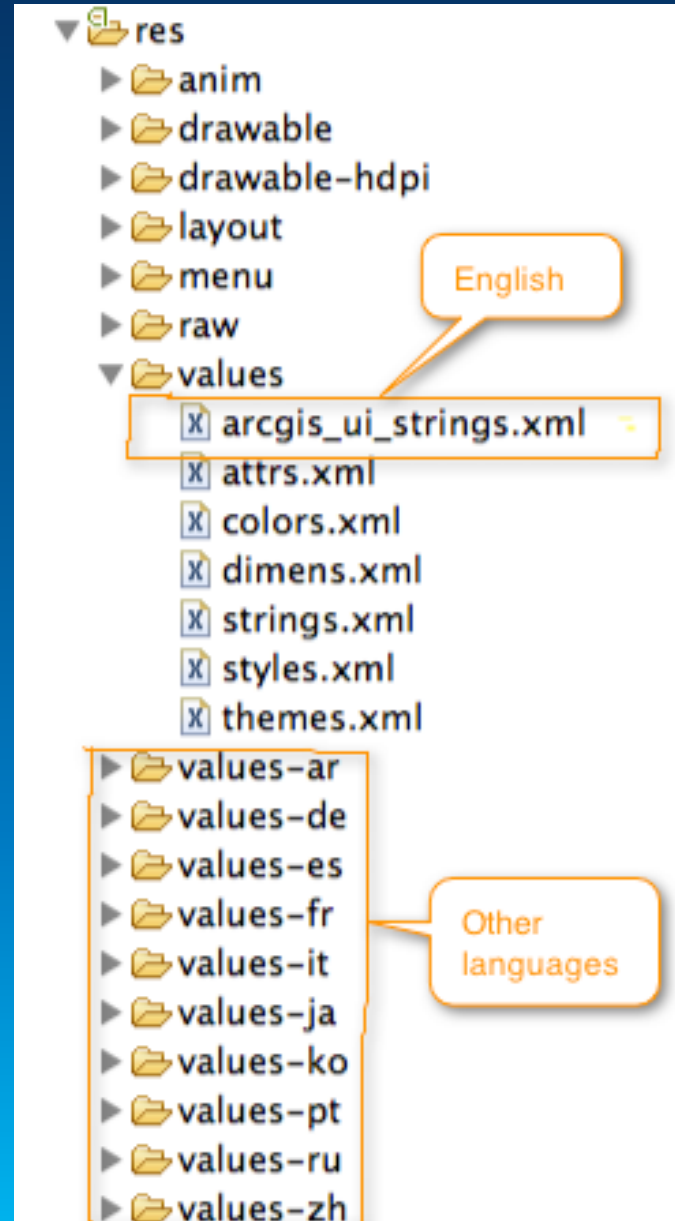 res
anim
drawable
drawable-hdpi
layout
menu
English
raw
values
arcgis_ui_strings.xml
attrs.xml
colors.xml
dimens.xml
strings.xml
styles.xml
themes.xml
values-ar
values-de
values-es
values-fr
Other
languages
values-it
values-ja
values-ko
values-pt
values-ru
values-zh